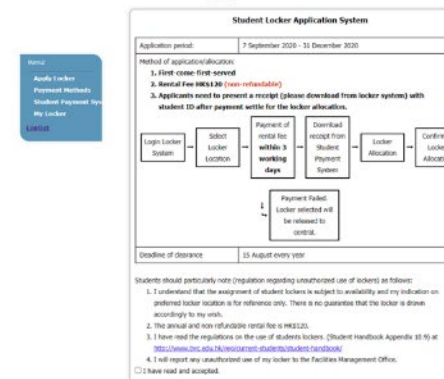 Student Locker Application System
Menu
Apply Locker
Payment Methods
Student Payment Sys
My Locker
Application period:
7 September 2020 - 31 December 2020
Method of application/allocation:
1. First-come-first-served
2. Rental Fee HK$120 (non-refundable)
3. Applicants need to present a receipt (please download from locker system) with
student ID after payment settle for the locker allocation.
Login Locker
System
Select
Locker
Location
Payment of
rental fee
within 3
working
days
Download
receipt from
Student
Payment
System
Locker
Allocation
Confirm
Locke
Allocati
Payment Failed.
Locker selected will
be released to
central.
Deadline of clearance
15 August every year
Students should particularly note (regulation regarding unauthorized use of lockers) as follows:
1. I understand that the assignment of student lockers is subject to availability and my indication on
preferred locker location is for reference only. There is no guarantee that the locker is drawn
accordingly to my wish.
2. The annual and non-refundable rental fee is HK$120.
3. I have read the regulations on the use of students lockers. (Student Handbook Appendix 10.9) at
4. I will report any unauthorized use of my locker to the Facilities Management Office.
I have read and accepted.